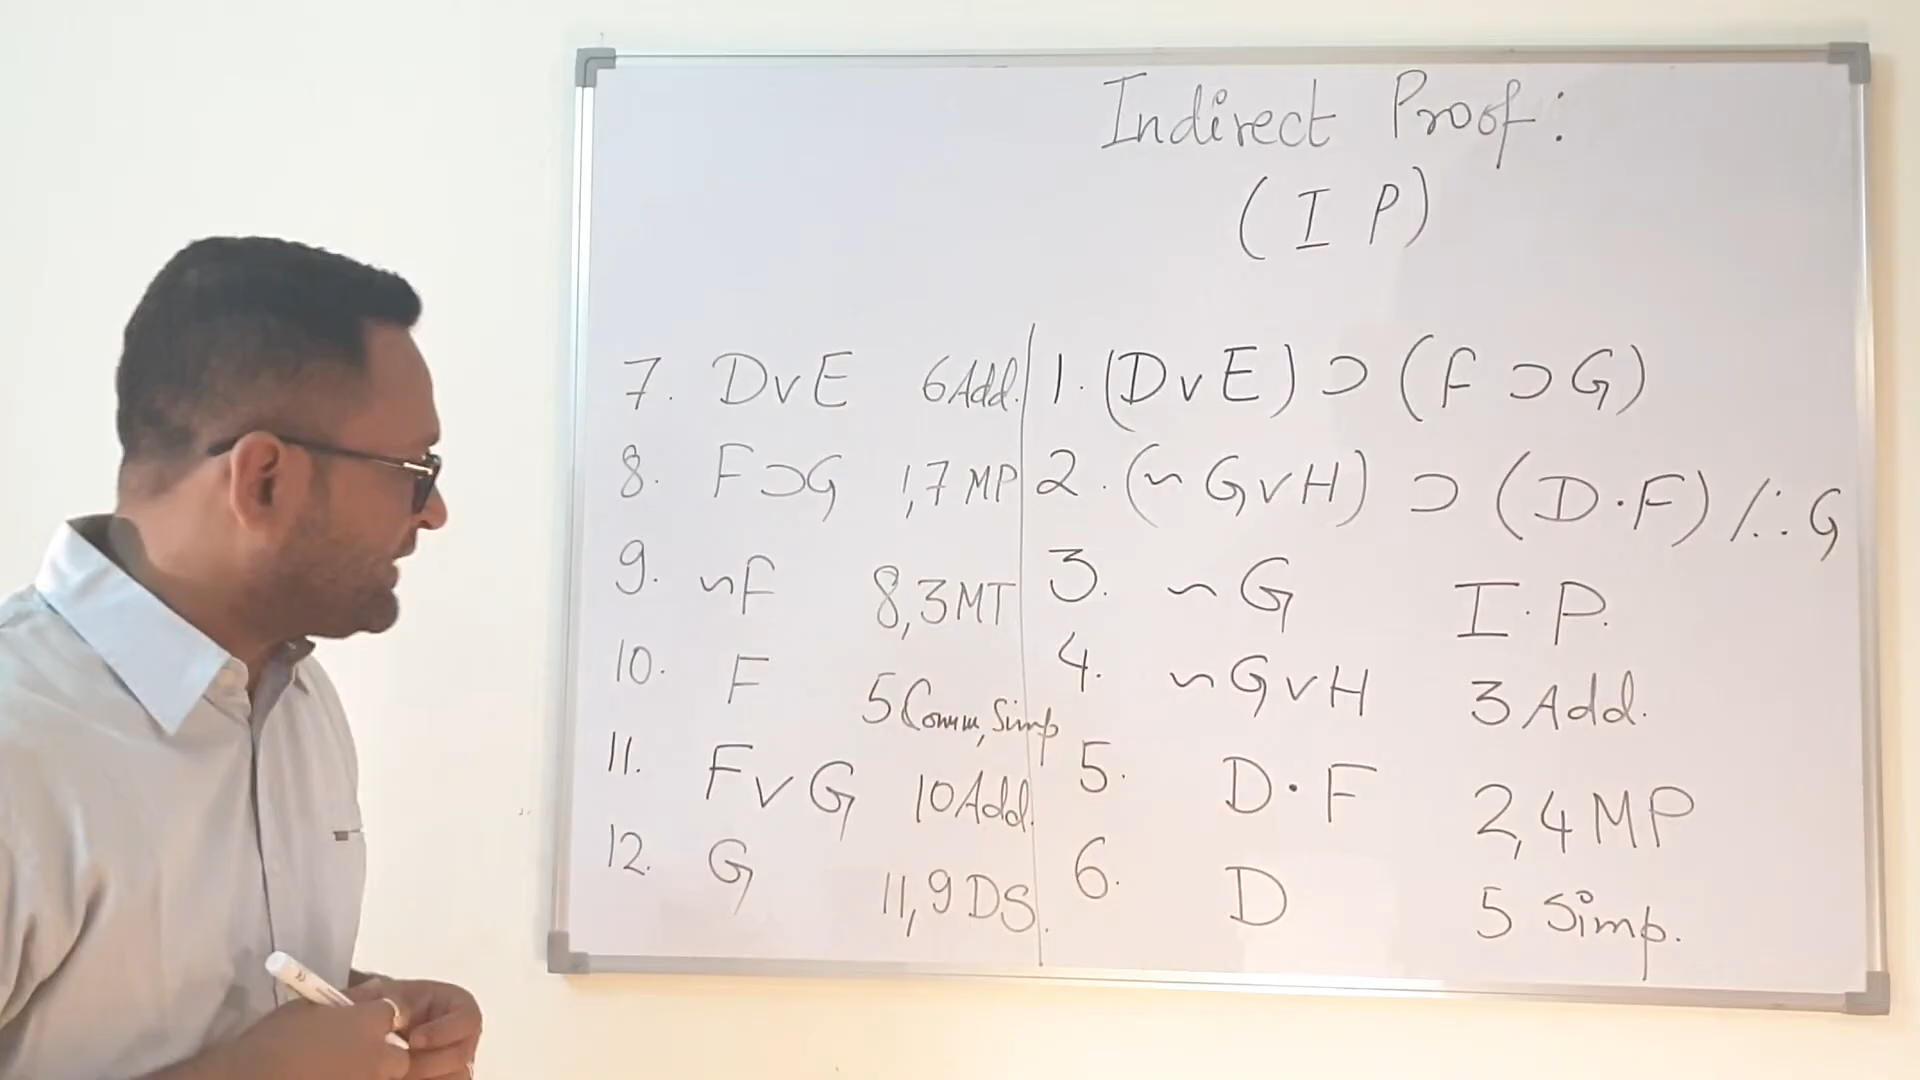 Indirect Proof:
(I P)
1. (D v E) ⊃ (F ⊃ G)
2. (~ G v H) ⊃ (D · F) /∴ G
3. ~ G I.P.
4. ~ G v H 3 Add.
5. D · F 2,4 MP
6. D 5 Simp.
7. D v E 6 Add.
8. F ⊃ G 1,7 MP
9. ~F 8,3 MT
10. F 5 Comm, Simp
11. F v G 10 Add.
12. G 11,9 DS.